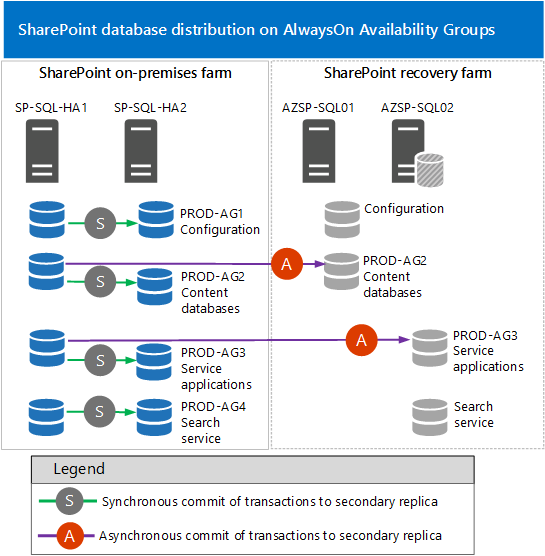 SharePoint database distribution on AlwaysOn Availability Groups
SharePoint on-premises farm
SharePoint recovery farm
SP-SQL-HA1
SP-SQL-HA2
AZSP-SQL01
AZSP-SQL02
S
PROD-AG1
Configuration
Configuration
A
S
PROD-AG2
Content
databases
PROD-AG2
Content
databases
A
S
PROD-AG3
Service
applications
PROD-AG3
Service
applications
S
PROD-AG4
Search
service
Search
service
Legend
S
Synchronous commit of transactions to secondary replica
A
Asynchronous commit of transactions to secondary replica